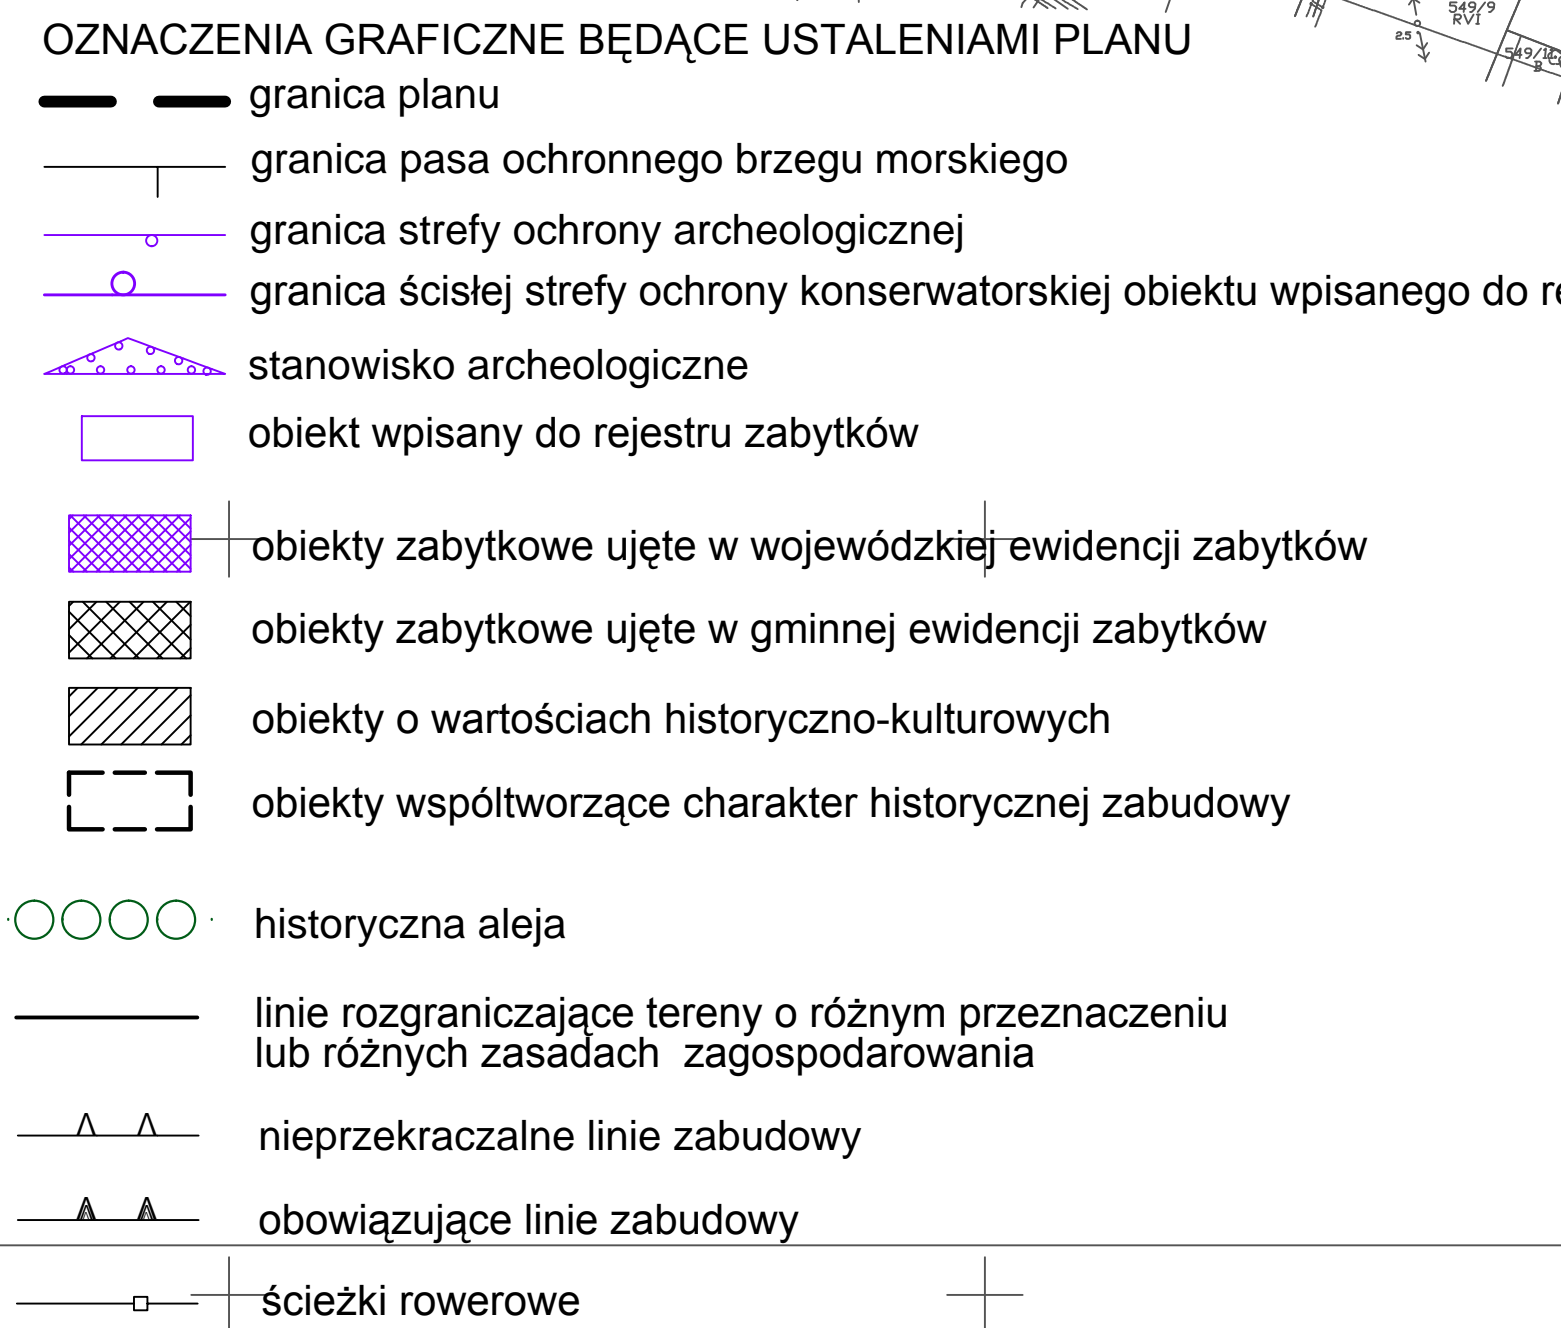 549/9
RVI
2.5
OZNACZENIA GRAFICZNE BĘDĄCE USTALENIAMI PLANU
549/11
B
granica planu
granica pasa ochronnego brzegu morskiego
granica strefy ochrony archeologicznej
granica ścisłej strefy ochrony konserwatorskiej obiektu wpisanego do
stanowisko archeologiczne
obiekt wpisany do rejestru zabytków
obiekty zabytkowe ujęte w wojewódzkiej ewidencji zabytków
obiekty zabytkowe ujęte w gminnej ewidencji zabytków
obiekty o wartościach historyczno-kulturowych
obiekty wspóltworzące charakter historycznej zabudowy
historyczna aleja
linie rozgraniczające tereny o różnym przeznaczeniu
lub różnych zasadach zagospodarowania
nieprzekraczalne linie zabudowy
obowiązujące linie zabudowy
ścieżki rowerowe